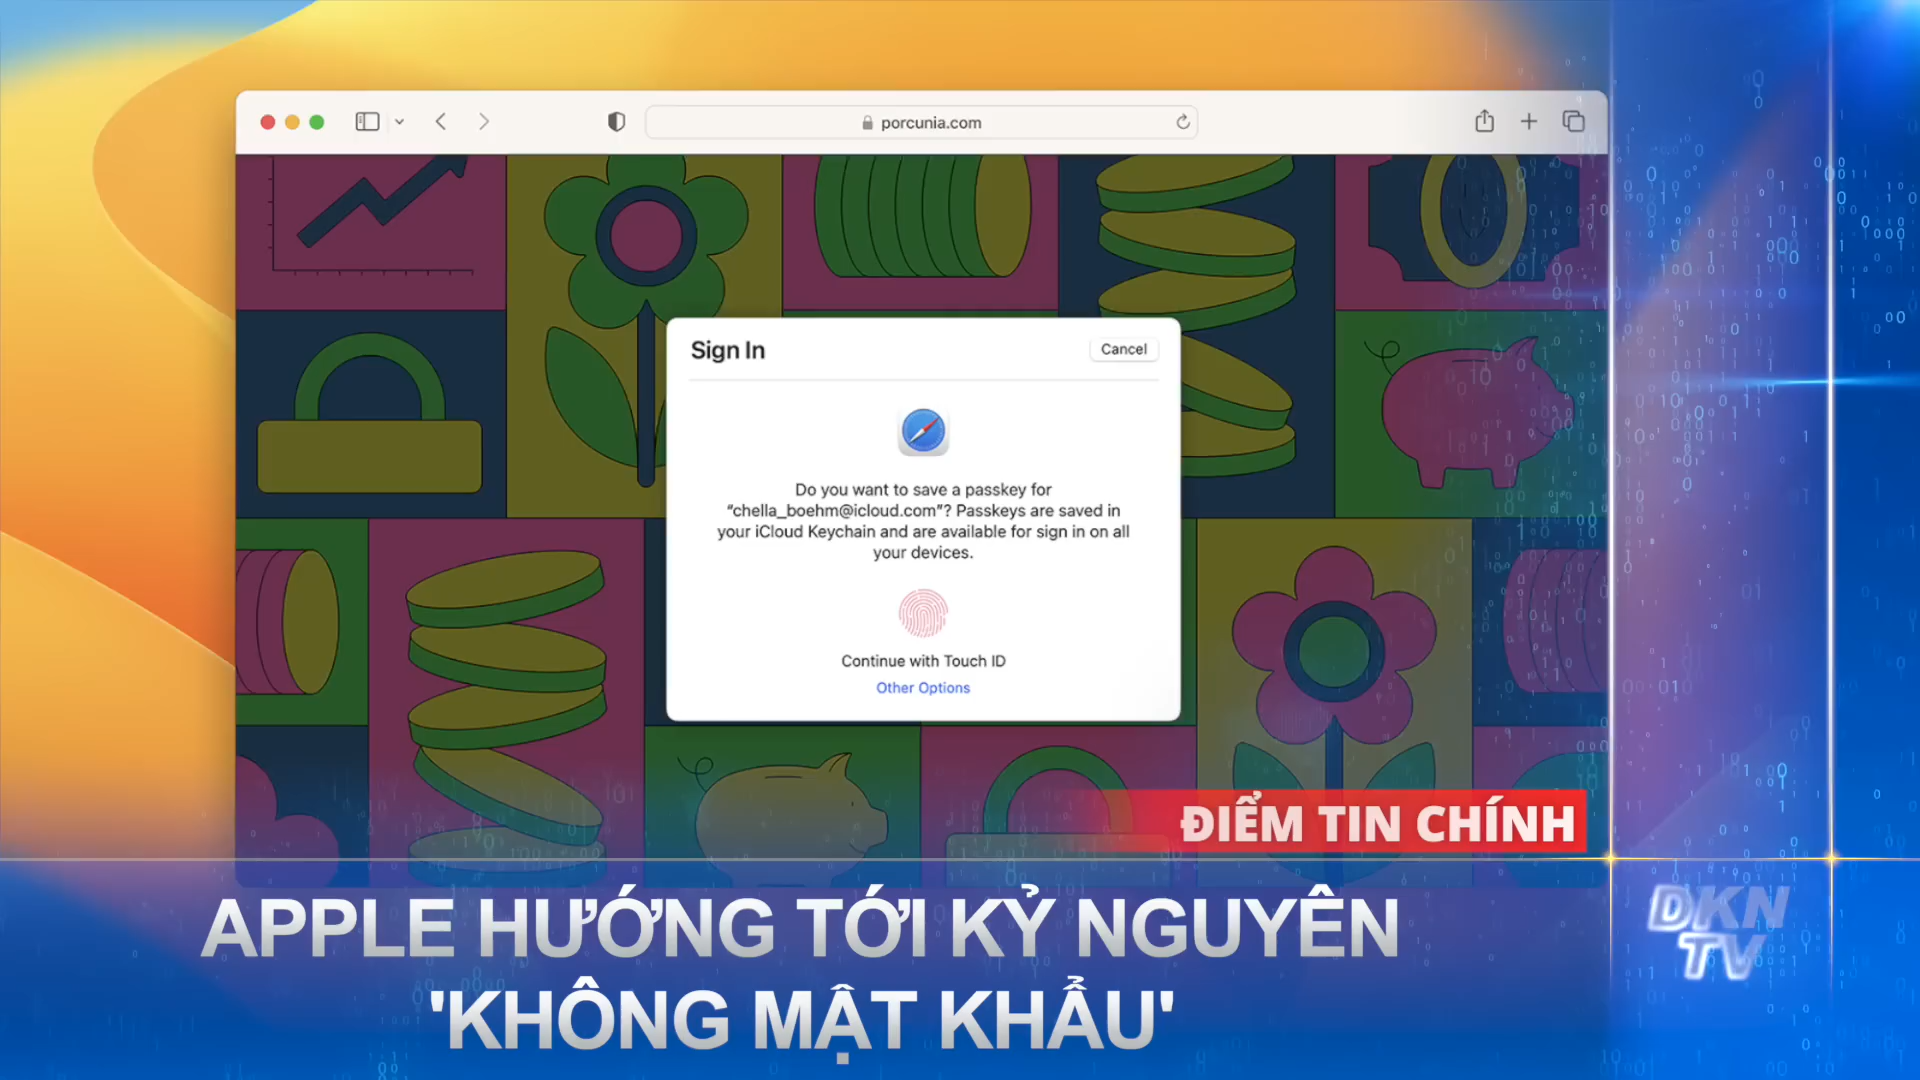 porcunia.com
Sign In
Cancel
Do you want to save a passkey for
“chella_boehm@icloud.com”? Passkeys are saved in
your iCloud Keychain and are available for sign in on all
your devices.
Continue with Touch ID
Other Options
ĐIỂM TIN CHÍNH
APPLE HƯỚNG TỚI KỶ NGUYÊN
'KHÔNG MẬT KHẨU'
DKN
TV